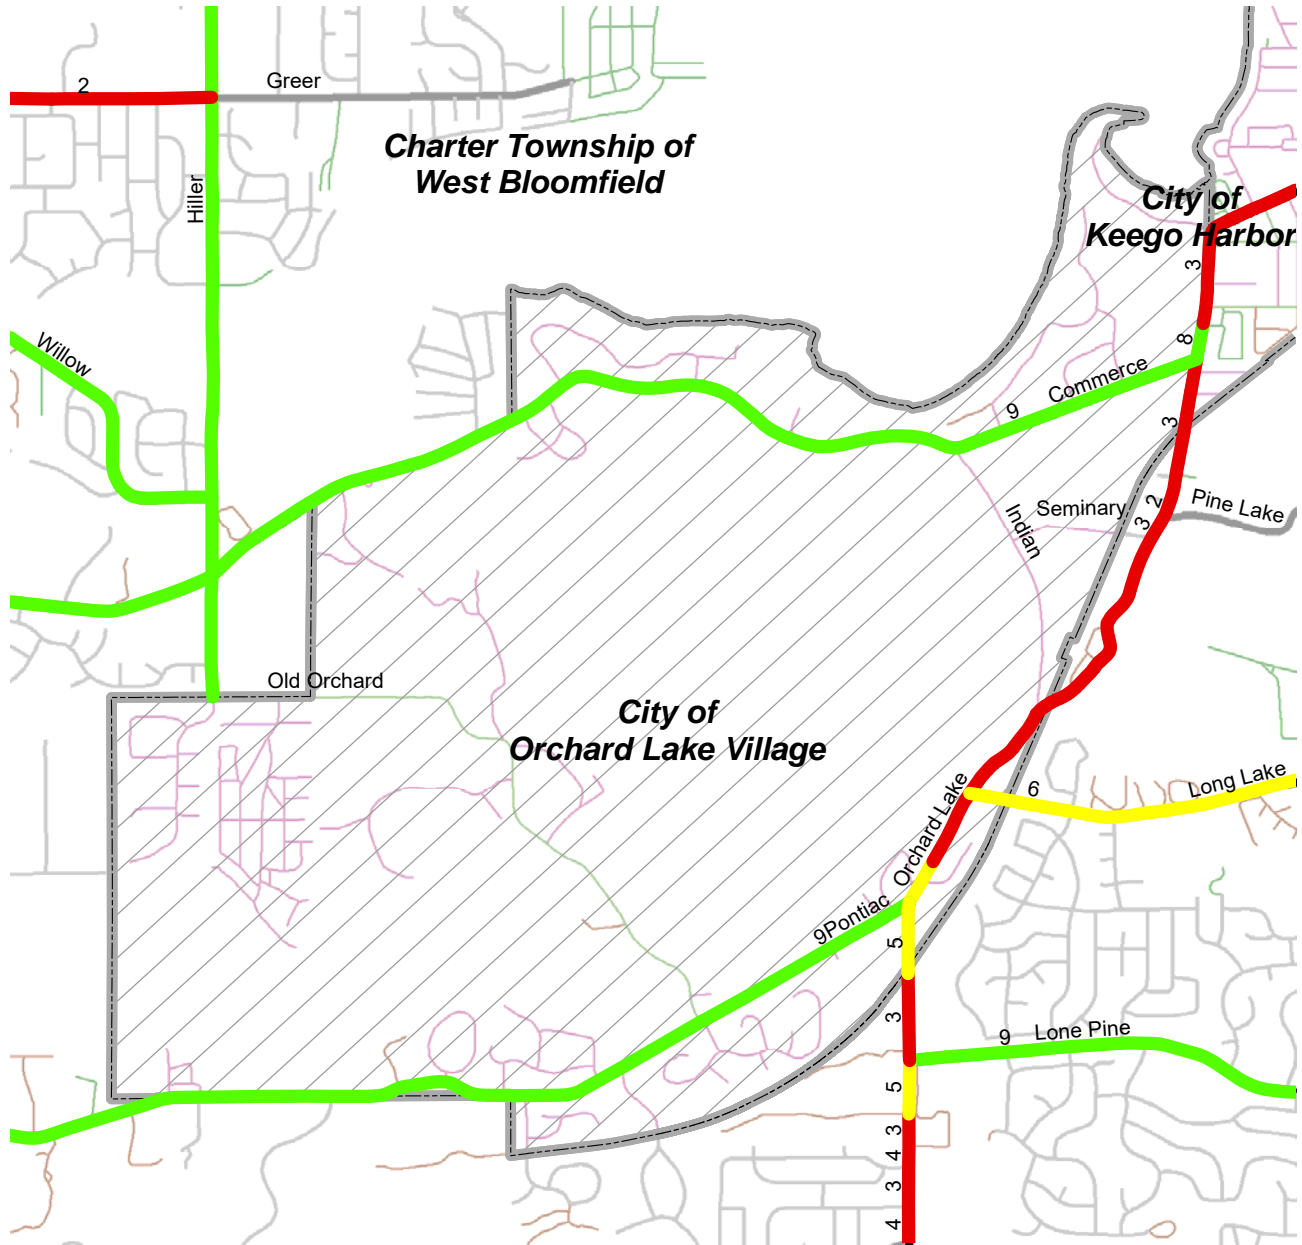 2
Greer
Charter Township of
West Bloomfield
Hiller
City of
Keego Harbor
3
Willow
8
Commerce
9
3
2
Pine Lake
Seminary
3
Indian
Old Orchard
City of
Orchard Lake Village
6
Long Lake
Orchard Lake
9
Pontiac
5
3
9
Lone Pine
5
3
4
3
4